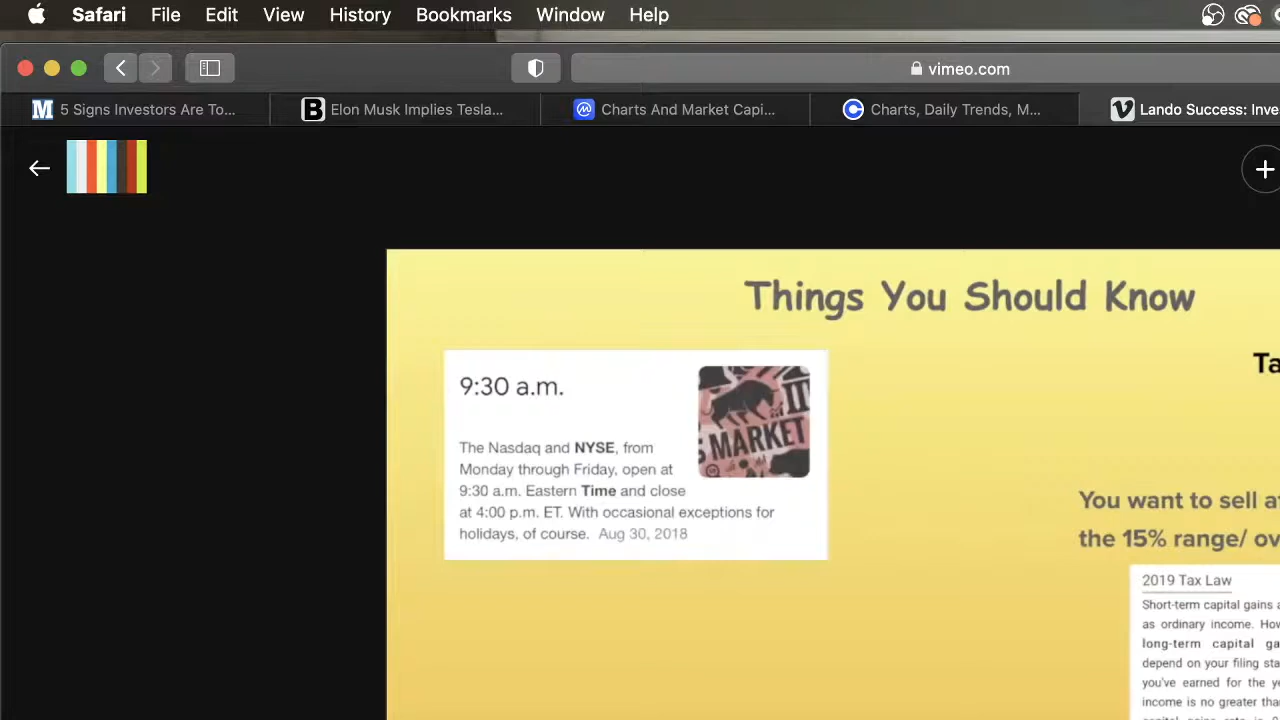 Safari File Edit View History Bookmarks Window Help
vimeo.com
5 Signs Investors Are To...
Elon Musk Implies Tesla...
Charts And Market Capi...
Charts, Daily Trends, M...
Lando Success: Inve
Things You Should Know
9:30 a.m.
MARKET
The Nasdaq and NYSE, from
Monday through Friday, open at
9:30 a.m. Eastern Time and close
at 4:00 p.m. ET. With occasional exceptions for
holidays, of course. Aug 30, 2018
Ta
You want to sell a
the 15% range/ ov
2019 Tax Law
Short-term capital gains a
as ordinary income. How
long-term capital ga
depend on your filing sta
you've earned for the ye
income is no greater tha